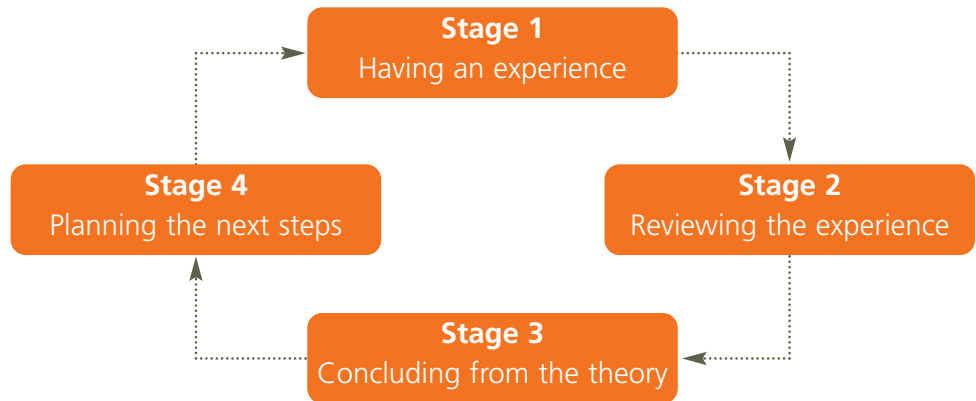 Stage 1
Having an experience
Stage 2
Reviewing the experience
Stage 3
Concluding from the theory
Stage 4
Planning the next steps